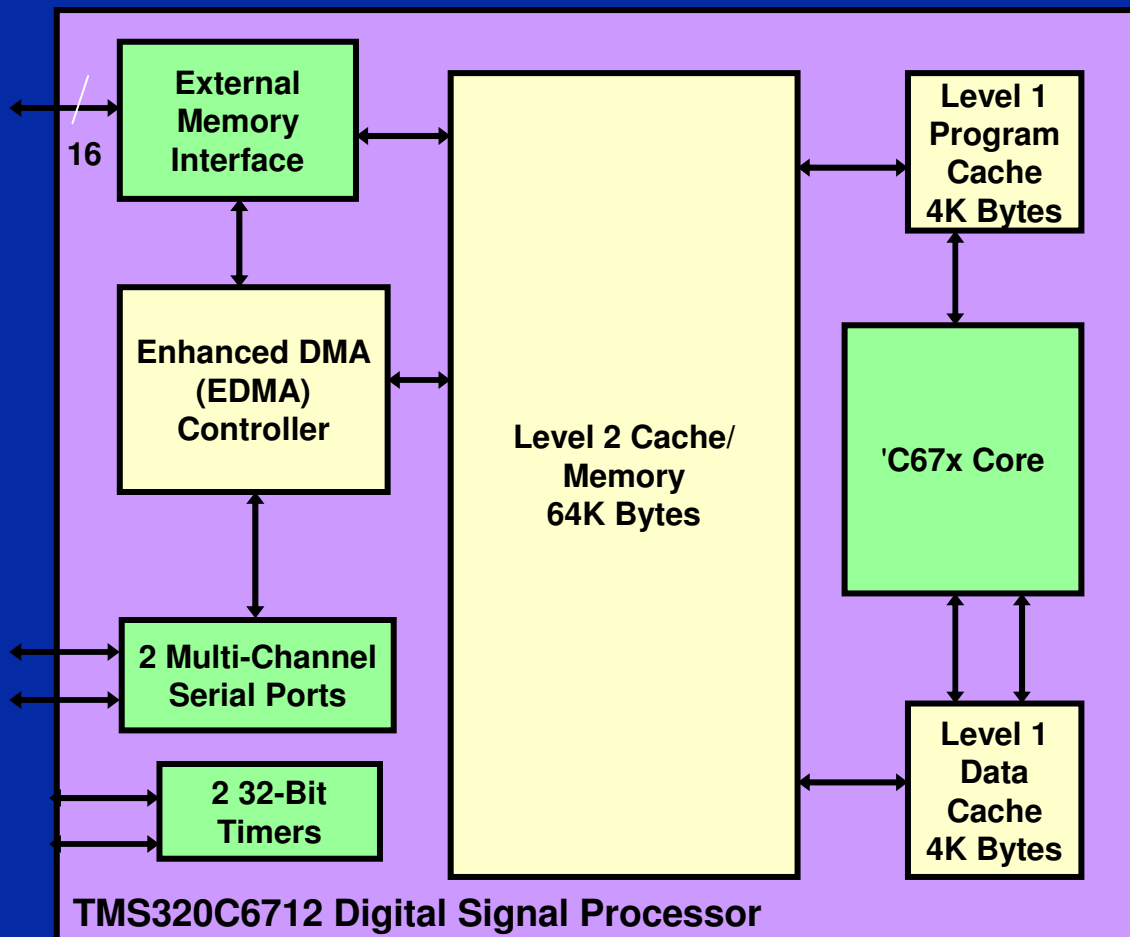 External
Memory
Interface
16
Level 1
Program
Cache
4K Bytes
Enhanced DMA
(EDMA)
Controller
Level 2 Cache/
Memory
64K Bytes
'C67x Core
2 Multi-Channel
Serial Ports
2 32-Bit
Timers
Level 1
Data
Cache
4K Bytes
TMS320C6712 Digital Signal Processor